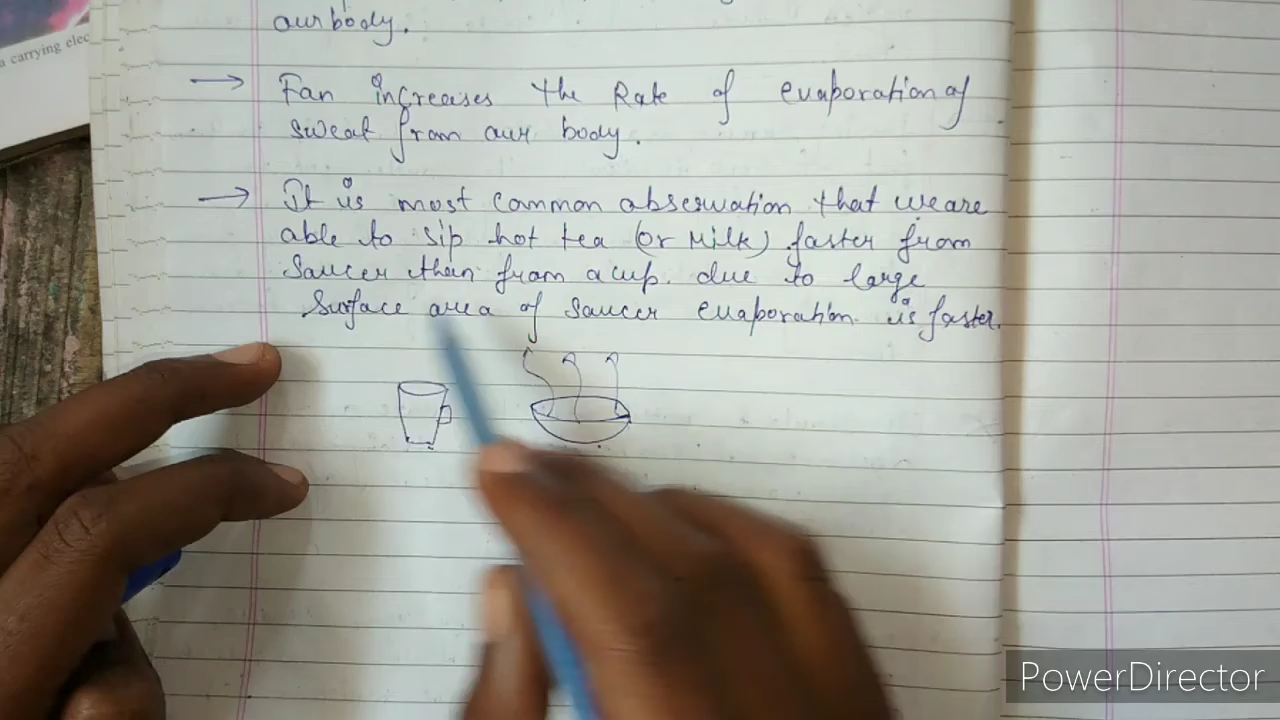 a carrying elec
our body.
→ Fan increases the Rate of evaporation of
sweat from our body.
→ It is most common observation that we are
able to sip hot tea (or Milk) faster from
Saucer than from a cup. due to large
Surface area of Saucer evaporation is faster.
PowerDirector